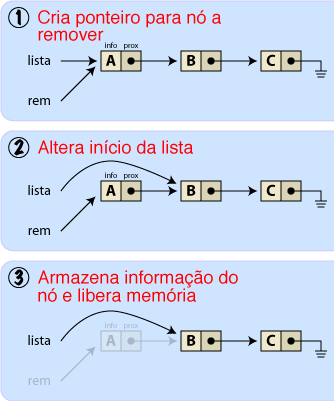 1 Cria ponteiro para nó a
remover
info prox
lista A B C
rem
2 Altera início da lista
info prox
lista A B C
rem
3 Armazena informação do
nó e libera memória
info prox
lista A B C
rem